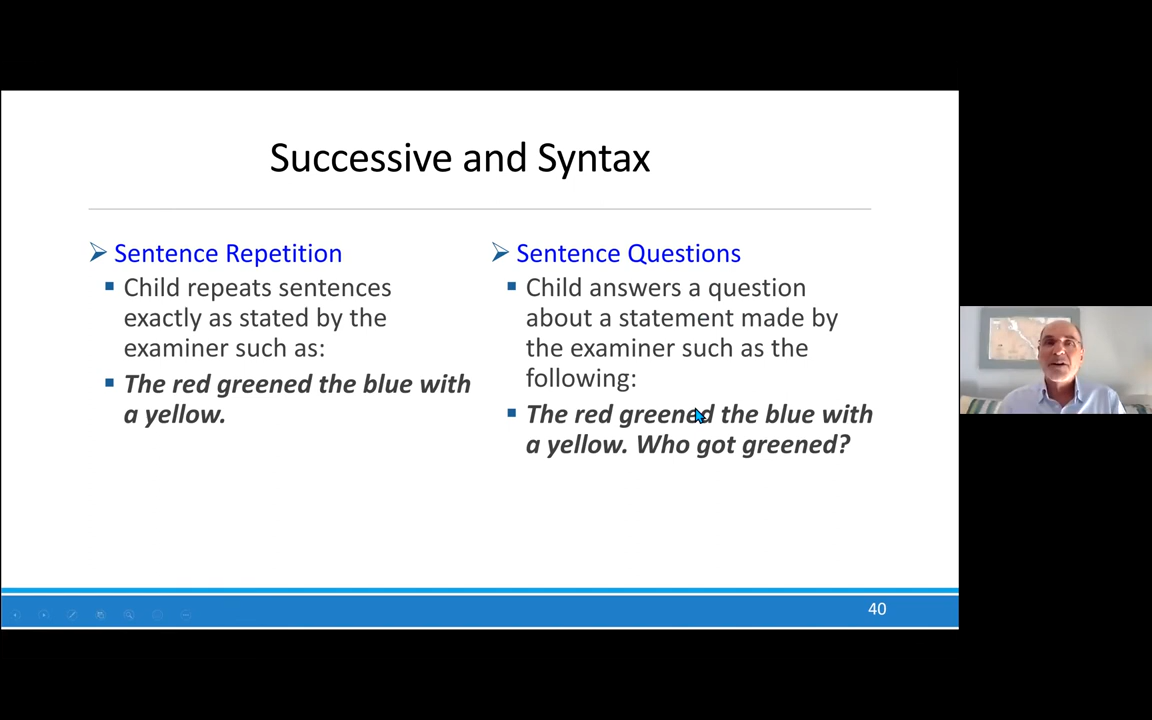 Successive and Syntax
➢ Sentence Repetition
▪ Child repeats sentences
exactly as stated by the
examiner such as:
▪ The red greened the blue with
a yellow.
➢ Sentence Questions
▪ Child answers a question
about a statement made by
the examiner such as the
following:
▪ The red greened the blue with
a yellow. Who got greened?
40